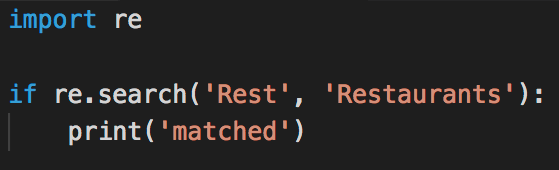 import re
if re.search('Rest', 'Restaurants'):
print('matched')